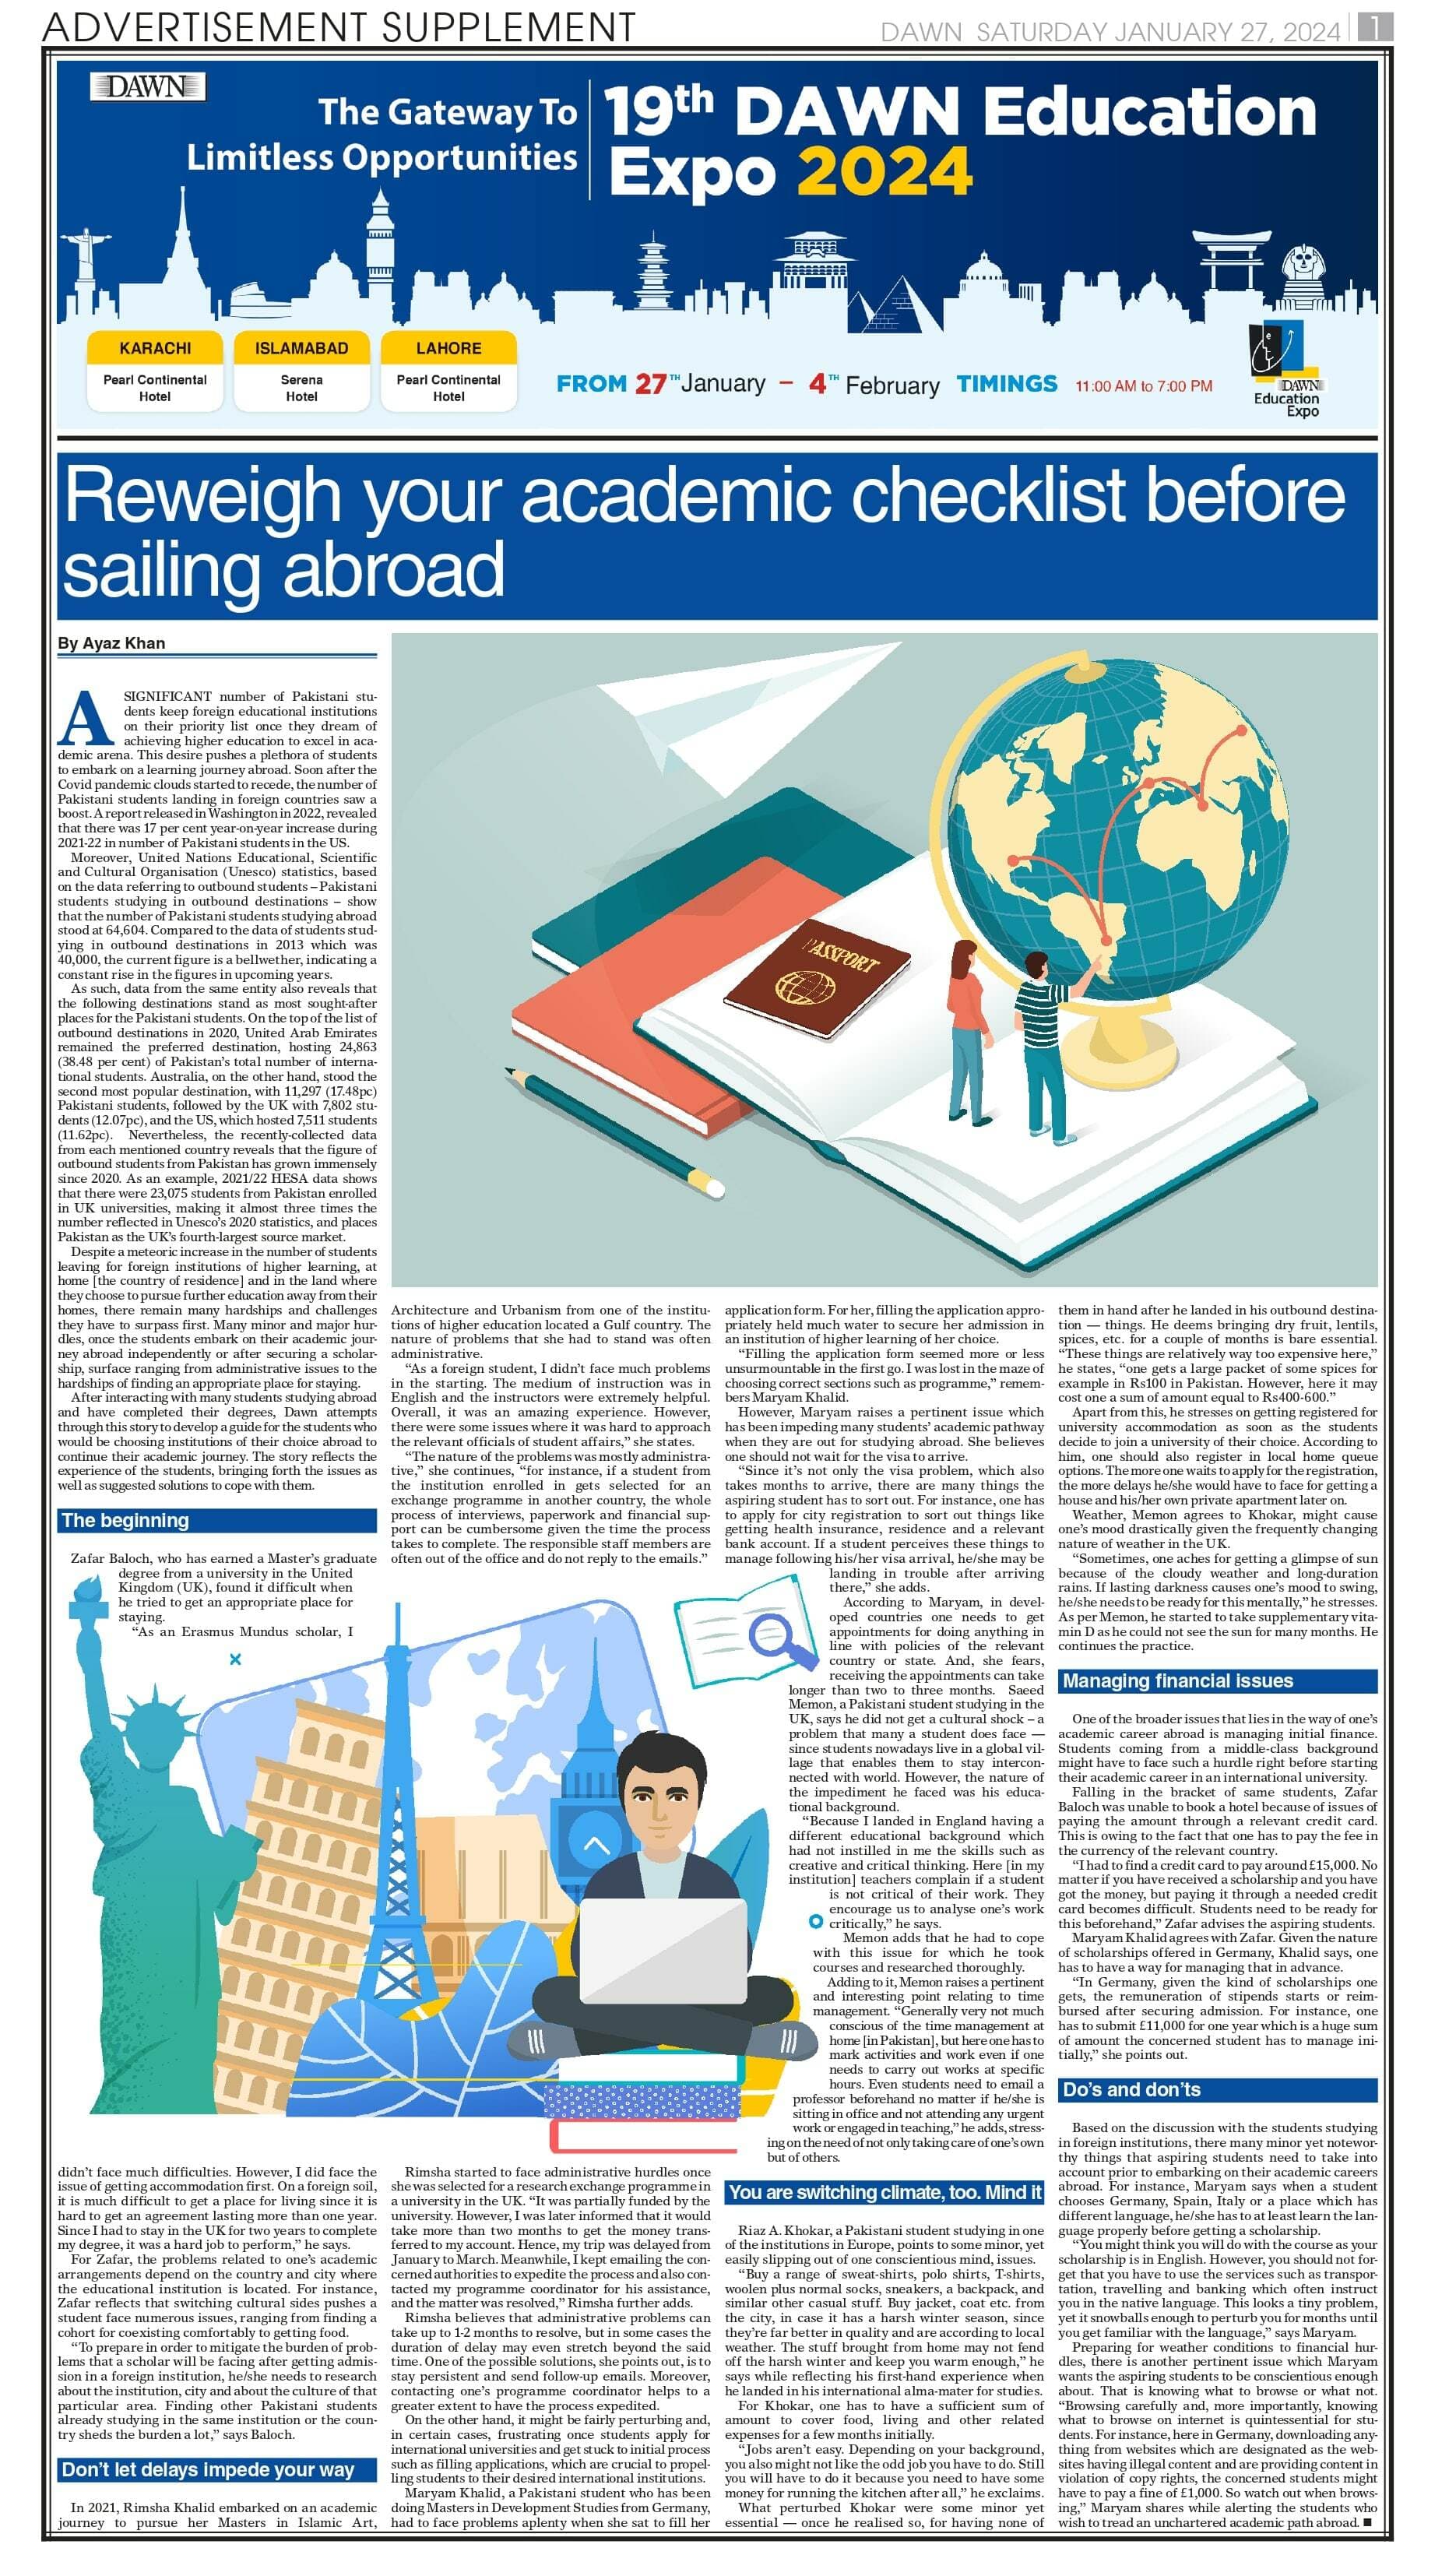 ADVERTISEMENT SUPPLEMENT
DAWN SATURDAY JANUARY 27, 2024 1
DAWN
The Gateway To
Limitless Opportunities
19th DAWN Education
Expo 2024
KARACHI
Pearl Continental
Hotel
ISLAMABAD
Serena
Hotel
LAHORE
Pearl Continental
Hotel
FROM 27TH January – 4TH February TIMINGS 11:00 AM to 7:00 PM
DAWN
Education
Expo
Reweigh your academic checklist before
sailing abroad
By Ayaz Khan
A SIGNIFICANT number of Pakistani stu-
dents keep foreign educational institutions
on their priority list once they dream of
achieving higher education to excel in aca-
demic arena. This desire pushes a plethora of students
to embark on a learning journey abroad. Soon after the
Covid pandemic clouds started to recede, the number of
Pakistani students landing in foreign countries saw a
boost. A report released in Washington in 2022, revealed
that there was 17 per cent year-on-year increase during
2021-22 in number of Pakistani students in the US.
Moreover, United Nations Educational, Scientific
and Cultural Organisation (Unesco) statistics, based
on the data referring to outbound students – Pakistani
students studying in outbound destinations – show
that the number of Pakistani students studying abroad
stood at 64,604. Compared to the data of students stud-
ying in outbound destinations in 2013 which was
40,000, the current figure is a bellwether, indicating a
constant rise in the figures in upcoming years.
As such, data from the same entity also reveals that
the following destinations stand as most sought-after
places for the Pakistani students. On the top of the list of
outbound destinations in 2020, United Arab Emirates
remained the preferred destination, hosting 24,863
(38.48 per cent) of Pakistan's total number of interna-
tional students. Australia, on the other hand, stood the
second most popular destination, with 11,297 (17.48pc)
Pakistani students, followed by the UK with 7,802 stu-
dents (12.07pc), and the US, which hosted 7,511 students
(11.62pc). Nevertheless, the recently-collected data
from each mentioned country reveals that the figure of
outbound students from Pakistan has grown immensely
since 2020. As an example, 2021/22 HESA data shows
that there were 23,075 students from Pakistan enrolled
in UK universities, making it almost three times the
number reflected in Unesco's 2020 statistics, and places
Pakistan as the UK's fourth-largest source market.
Despite a meteoric increase in the number of students
leaving for foreign institutions of higher learning, at
home [the country of residence] and in the land where
they choose to pursue further education away from their
homes, there remain many hardships and challenges
they have to surpass first. Many minor and major hur-
dles, once the students embark on their academic jour-
ney abroad independently or after securing a scholar-
ship, surface ranging from administrative issues to the
hardships of finding an appropriate place for staying.
After interacting with many students studying abroad
and have completed their degrees, Dawn attempts
through this story to develop a guide for the students who
would be choosing institutions of their choice abroad to
continue their academic journey. The story reflects the
experience of the students, bringing forth the issues as
well as suggested solutions to cope with them.
The beginning
Zafar Baloch, who has earned a Master's graduate
degree from a university in the United
Kingdom (UK), found it difficult when
he tried to get an appropriate place for
staying.
"As an Erasmus Mundus scholar, I
didn't face much difficulties. However, I did face the
issue of getting accommodation first. On a foreign soil,
it is much difficult to get a place for living since it is
hard to get an agreement lasting more than one year.
Since I had to stay in the UK for two years to complete
my degree, it was a hard job to perform," he says.
For Zafar, the problems related to one's academic
arrangements depend on the country and city where
the educational institution is located. For instance,
Zafar reflects that switching cultural sides pushes a
student face numerous issues, ranging from finding a
cohort for coexisting comfortably to getting food.
"To prepare in order to mitigate the burden of prob-
lems that a scholar will be facing after getting admis-
sion in a foreign institution, he/she needs to research
about the institution, city and about the culture of that
particular area. Finding other Pakistani students
already studying in the same institution or the coun-
try sheds the burden a lot," says Baloch.
Don't let delays impede your way
In 2021, Rimsha Khalid embarked on an academic
journey to pursue her Masters in Islamic Art,
PASSPORT
Architecture and Urbanism from one of the institu-
tions of higher education located a Gulf country. The
nature of problems that she had to stand was often
administrative.
"As a foreign student, I didn't face much problems
in the starting. The medium of instruction was in
English and the instructors were extremely helpful.
Overall, it was an amazing experience. However,
there were some issues where it was hard to approach
the relevant officials of student affairs," she states.
"The nature of the problems was mostly administra-
tive," she continues, "for instance, if a student from
the institution enrolled in gets selected for an
exchange programme in another country, the whole
process of interviews, paperwork and financial sup-
port can be cumbersome given the time the process
takes to complete. The responsible staff members are
often out of the office and do not reply to the emails."
Rimsha started to face administrative hurdles once
she was selected for a research exchange programme in
a university in the UK. "It was partially funded by the
university. However, I was later informed that it would
take more than two months to get the money trans-
ferred to my account. Hence, my trip was delayed from
January to March. Meanwhile, I kept emailing the con-
cerned authorities to expedite the process and also con-
tacted my programme coordinator for his assistance,
and the matter was resolved," Rimsha further adds.
Rimsha believes that administrative problems can
take up to 1-2 months to resolve, but in some cases the
duration of delay may even stretch beyond the said
time. One of the possible solutions, she points out, is to
stay persistent and send follow-up emails. Moreover,
contacting one's programme coordinator helps to a
greater extent to have the process expedited.
On the other hand, it might be fairly perturbing and,
in certain cases, frustrating once students apply for
international universities and get stuck to initial process
such as filling applications, which are crucial to propel-
ling students to their desired international institutions.
Maryam Khalid, a Pakistani student who has been
doing Masters in Development Studies from Germany,
had to face problems aplenty when she sat to fill her
application form. For her, filling the application appro-
priately held much water to secure her admission in
an institution of higher learning of her choice.
"Filling the application form seemed more or less
unsurmountable in the first go. I was lost in the maze of
choosing correct sections such as programme," remem-
bers Maryam Khalid.
However, Maryam raises a pertinent issue which
has been impeding many students' academic pathway
when they are out for studying abroad. She believes
one should not wait for the visa to arrive.
"Since it's not only the visa problem, which also
takes months to arrive, there are many things the
aspiring student has to sort out. For instance, one has
to apply for city registration to sort out things like
getting health insurance, residence and a relevant
bank account. If a student perceives these things to
manage following his/her visa arrival, he/she may be
landing in trouble after arriving
there," she adds.
According to Maryam, in devel-
oped countries one needs to get
appointments for doing anything in
line with policies of the relevant
country or state. And, she fears,
receiving the appointments can take
longer than two to three months. Saeed
Memon, a Pakistani student studying in the
UK, says he did not get a cultural shock – a
problem that many a student does face —
since students nowadays live in a global vil-
lage that enables them to stay intercon-
nected with world. However, the nature of
the impediment he faced was his educa-
tional background.
"Because I landed in England having a
different educational background which
had not instilled in me the skills such as
creative and critical thinking. Here [in my
institution] teachers complain if a student
is not critical of their work. They
encourage us to analyse one's work
critically," he says.
Memon adds that he had to cope
with this issue for which he took
courses and researched thoroughly.
Adding to it, Memon raises a pertinent
and interesting point relating to time
management. "Generally very not much
conscious of the time management at
home [in Pakistan], but here one has to
mark activities and work even if one
needs to carry out works at specific
hours. Even students need to email a
professor beforehand no matter if he/she is
sitting in office and not attending any urgent
work or engaged in teaching," he adds, stress-
ing on the need of not only taking care of one's own
but of others.
You are switching climate, too. Mind it
Riaz A. Khokar, a Pakistani student studying in one
of the institutions in Europe, points to some minor, yet
easily slipping out of one conscientious mind, issues.
"Buy a range of sweat-shirts, polo shirts, T-shirts,
woolen plus normal socks, sneakers, a backpack, and
similar other casual stuff. Buy jacket, coat etc. from
the city, in case it has a harsh winter season, since
they're far better in quality and are according to local
weather. The stuff brought from home may not fend
off the harsh winter and keep you warm enough," he
says while reflecting his first-hand experience when
he landed in his international alma-mater for studies.
For Khokar, one has to have a sufficient sum of
amount to cover food, living and other related
expenses for a few months initially.
"Jobs aren't easy. Depending on your background,
you also might not like the odd job you have to do. Still
you will have to do it because you need to have some
money for running the kitchen after all," he exclaims.
What perturbed Khokar were some minor yet
essential — once he realised so, for having none of
them in hand after he landed in his outbound destina-
tion — things. He deems bringing dry fruit, lentils,
spices, etc. for a couple of months is bare essential.
"These things are relatively way too expensive here,"
he states, "one gets a large packet of some spices for
example in Rs100 in Pakistan. However, here it may
cost one a sum of amount equal to Rs400-600."
Apart from this, he stresses on getting registered for
university accommodation as soon as the students
decide to join a university of their choice. According to
him, one should also register in local home queue
options. The more one waits to apply for the registration,
the more delays he/she would have to face for getting a
house and his/her own private apartment later on.
Weather, Memon agrees to Khokar, might cause
one's mood drastically given the frequently changing
nature of weather in the UK.
"Sometimes, one aches for getting a glimpse of sun
because of the cloudy weather and long-duration
rains. If lasting darkness causes one's mood to swing,
he/she needs to be ready for this mentally," he stresses.
As per Memon, he started to take supplementary vita-
min D as he could not see the sun for many months. He
continues the practice.
Managing financial issues
One of the broader issues that lies in the way of one's
academic career abroad is managing initial finance.
Students coming from a middle-class background
might have to face such a hurdle right before starting
their academic career in an international university.
Falling in the bracket of same students, Zafar
Baloch was unable to book a hotel because of issues of
paying the amount through a relevant credit card.
This is owing to the fact that one has to pay the fee in
the currency of the relevant country.
"I had to find a credit card to pay around £15,000. No
matter if you have received a scholarship and you have
got the money, but paying it through a needed credit
card becomes difficult. Students need to be ready for
this beforehand," Zafar advises the aspiring students.
Maryam Khalid agrees with Zafar. Given the nature
of scholarships offered in Germany, Khalid says, one
has to have a way for managing that in advance.
"In Germany, given the kind of scholarships one
gets, the remuneration of stipends starts or reim-
bursed after securing admission. For instance, one
has to submit £11,000 for one year which is a huge sum
of amount the concerned student has to manage ini-
tially," she points out.
Do's and don'ts
Based on the discussion with the students studying
in foreign institutions, there many minor yet notewor-
thy things that aspiring students need to take into
account prior to embarking on their academic careers
abroad. For instance, Maryam says when a student
chooses Germany, Spain, Italy or a place which has
different language, he/she has to at least learn the lan-
guage properly before getting a scholarship.
"You might think you will do with the course as your
scholarship is in English. However, you should not for-
get that you have to use the services such as transpor-
tation, travelling and banking which often instruct
you in the native language. This looks a tiny problem,
yet it snowballs enough to perturb you for months until
you get familiar with the language," says Maryam.
Preparing for weather conditions to financial hur-
dles, there is another pertinent issue which Maryam
wants the aspiring students to be conscientious enough
about. That is knowing what to browse or what not.
"Browsing carefully and, more importantly, knowing
what to browse on internet is quintessential for stu-
dents. For instance, here in Germany, downloading any-
thing from websites which are designated as the web-
sites having illegal content and are providing content in
violation of copy rights, the concerned students might
have to pay a fine of £1,000. So watch out when brows-
ing," Maryam shares while alerting the students who
wish to tread an unchartered academic path abroad. ■